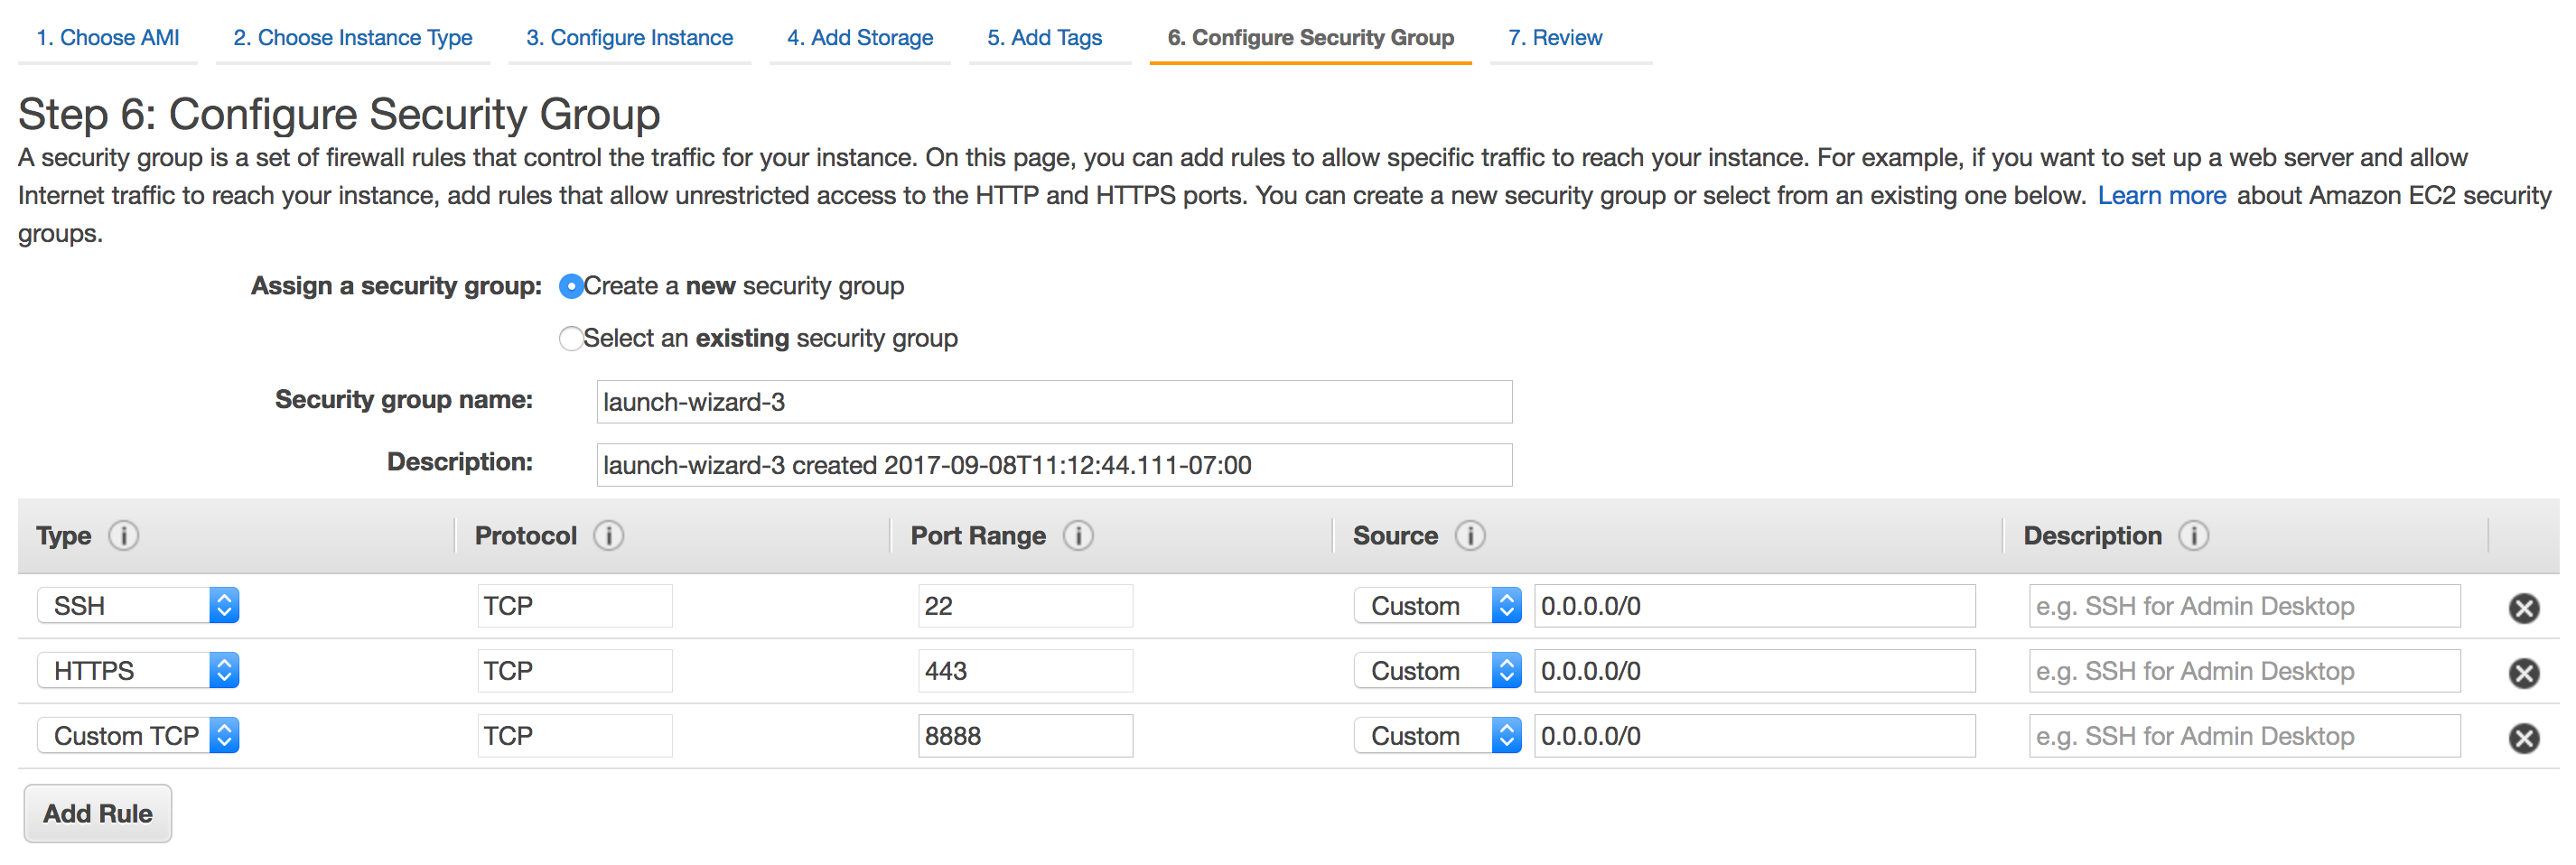 1. Choose AMI 2. Choose Instance Type 3. Configure Instance 4. Add Storage 5. Add Tags 6. Configure Security Group 7. Review
Step 6: Configure Security Group
A security group is a set of firewall rules that control the traffic for your instance. On this page, you can add rules to allow specific traffic to reach your instance. For example, if you want to set up a web server and allow
Internet traffic to reach your instance, add rules that allow unrestricted access to the HTTP and HTTPS ports. You can create a new security group or select from an existing one below. Learn more about Amazon EC2 security
groups.
Assign a security group: Create a new security group
Select an existing security group
Security group name: launch-wizard-3
Description: launch-wizard-3 created 2017-09-08T11:12:44.111-07:00
Type i Protocol i Port Range i Source i Description i
SSH TCP 22 Custom 0.0.0.0/0 e.g. SSH for Admin Desktop
HTTPS TCP 443 Custom 0.0.0.0/0 e.g. SSH for Admin Desktop
Custom TCP TCP 8888 Custom 0.0.0.0/0 e.g. SSH for Admin Desktop
Add Rule